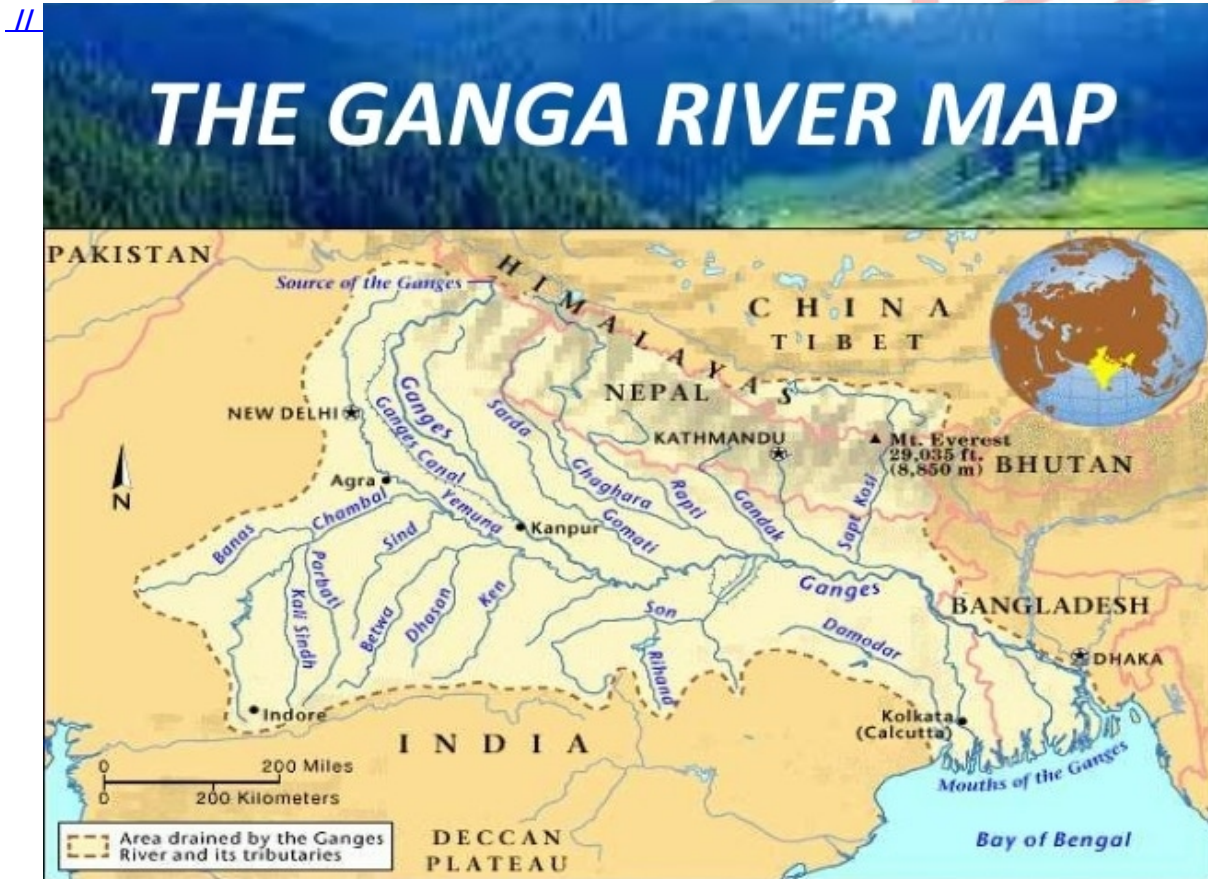 //
THE GANGA RIVER MAP
PAKISTAN
Source of the Ganges
HIMALAYAS
CHINA
TIBET
NEPAL
NEW DELHI
Ganges
Ganges Canal
Sarda
KATHMANDU
Mt. Everest
29,035 ft.
(8,850 m)
BHUTAN
N
Agra
Chambal
Yemuna
Ghaghara
Rapti
Gandak
Sapt Kosi
Banas
Sind
Kanpur
Gomati
Parbati
Kali Sindh
Betwa
Dhasan
Ken
Son
Rihand
Ganges
Damodar
BANGLADESH
DHAKA
Indore
Kolkata
(Calcutta)
INDIA
Mouths of the Ganges
0 200 Miles
0 200 Kilometers
Area drained by the Ganges
River and its tributaries
DECCAN
PLATEAU
Bay of Bengal